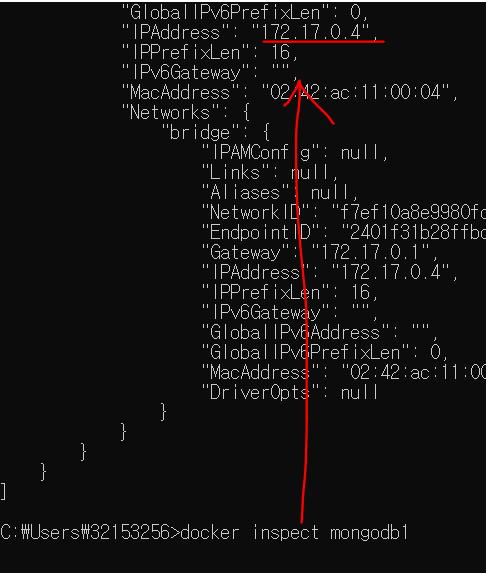 "GlobalIPv6PrefixLen": 0,
"IPAddress": "172.17.0.4",
"IPPrefixLen": 16,
"IPv6Gateway": "",
"MacAddress": "02:42:ac:11:00:04",
"Networks": {
"bridge": {
"IPAMConfig": null,
"Links": null,
"Aliases": null,
"NetworkID": "f7ef10a8e9980fc
"EndpointID": "2401f31b28ffbc
"Gateway": "172.17.0.1",
"IPAddress": "172.17.0.4",
"IPPrefixLen": 16,
"IPv6Gateway": "",
"GlobalIPv6Address": "",
"GlobalIPv6PrefixLen": 0,
"MacAddress": "02:42:ac:11:00
"DriverOpts": null
}
}
}
}
]
C:₩Users₩32153256>docker inspect mongodb1